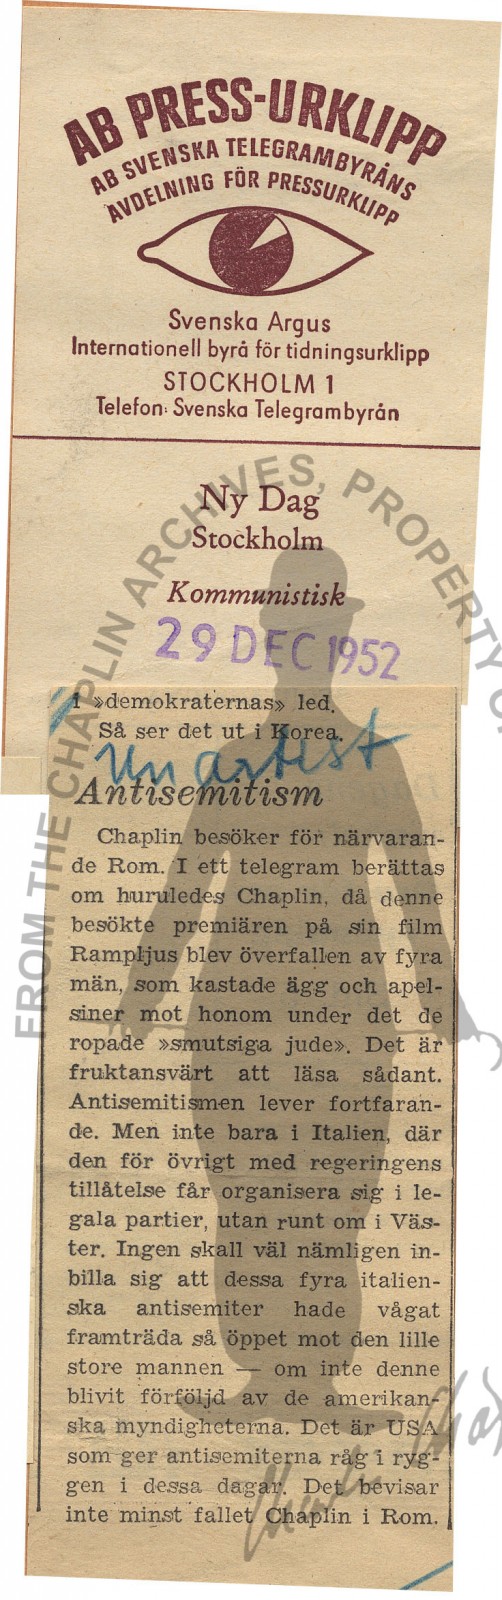 AB PRESS-URKLIPP
AB SVENSKA TELEGRAMBYRÅNS
AVDELNING FÖR PRESSURKLIPP
Svenska Argus
Internationell byrå för tidningsurklipp
STOCKHOLM 1
Telefon: Svenska Telegrambyrån
Ny Dag
Stockholm
Kommunistisk
29 DEC 1952
FROM THE CHAPLIN ARCHIVES, PROPERTY O
i »demokraternas» led.
Så ser det ut i Korea.
Antisemitism
Chaplin besöker för närvaran-
de Rom. I ett telegram berättas
om huruledes Chaplin, då denne
besökte premiären på sin film
Rampljus blev överfallen av fyra
män, som kastade ägg och apel-
siner mot honom under det de
ropade »smutsiga jude». Det är
fruktansvärt att läsa sådant.
Antisemitismen lever fortfaran-
de. Men inte bara i Italien, där
den för övrigt med regeringens
tillåtelse får organisera sig i le-
gala partier, utan runt om i Väs-
ter. Ingen skall väl nämligen in-
billa sig att dessa fyra italien-
ska antisemiter hade vågat
framträda så öppet mot den lille
store mannen — om inte denne
blivit förföljd av de amerikan-
ska myndigheterna. Det är USA
som ger antisemiterna råg i ryg-
gen i dessa dagar. Det bevisar
inte minst fallet Chaplin i Rom.